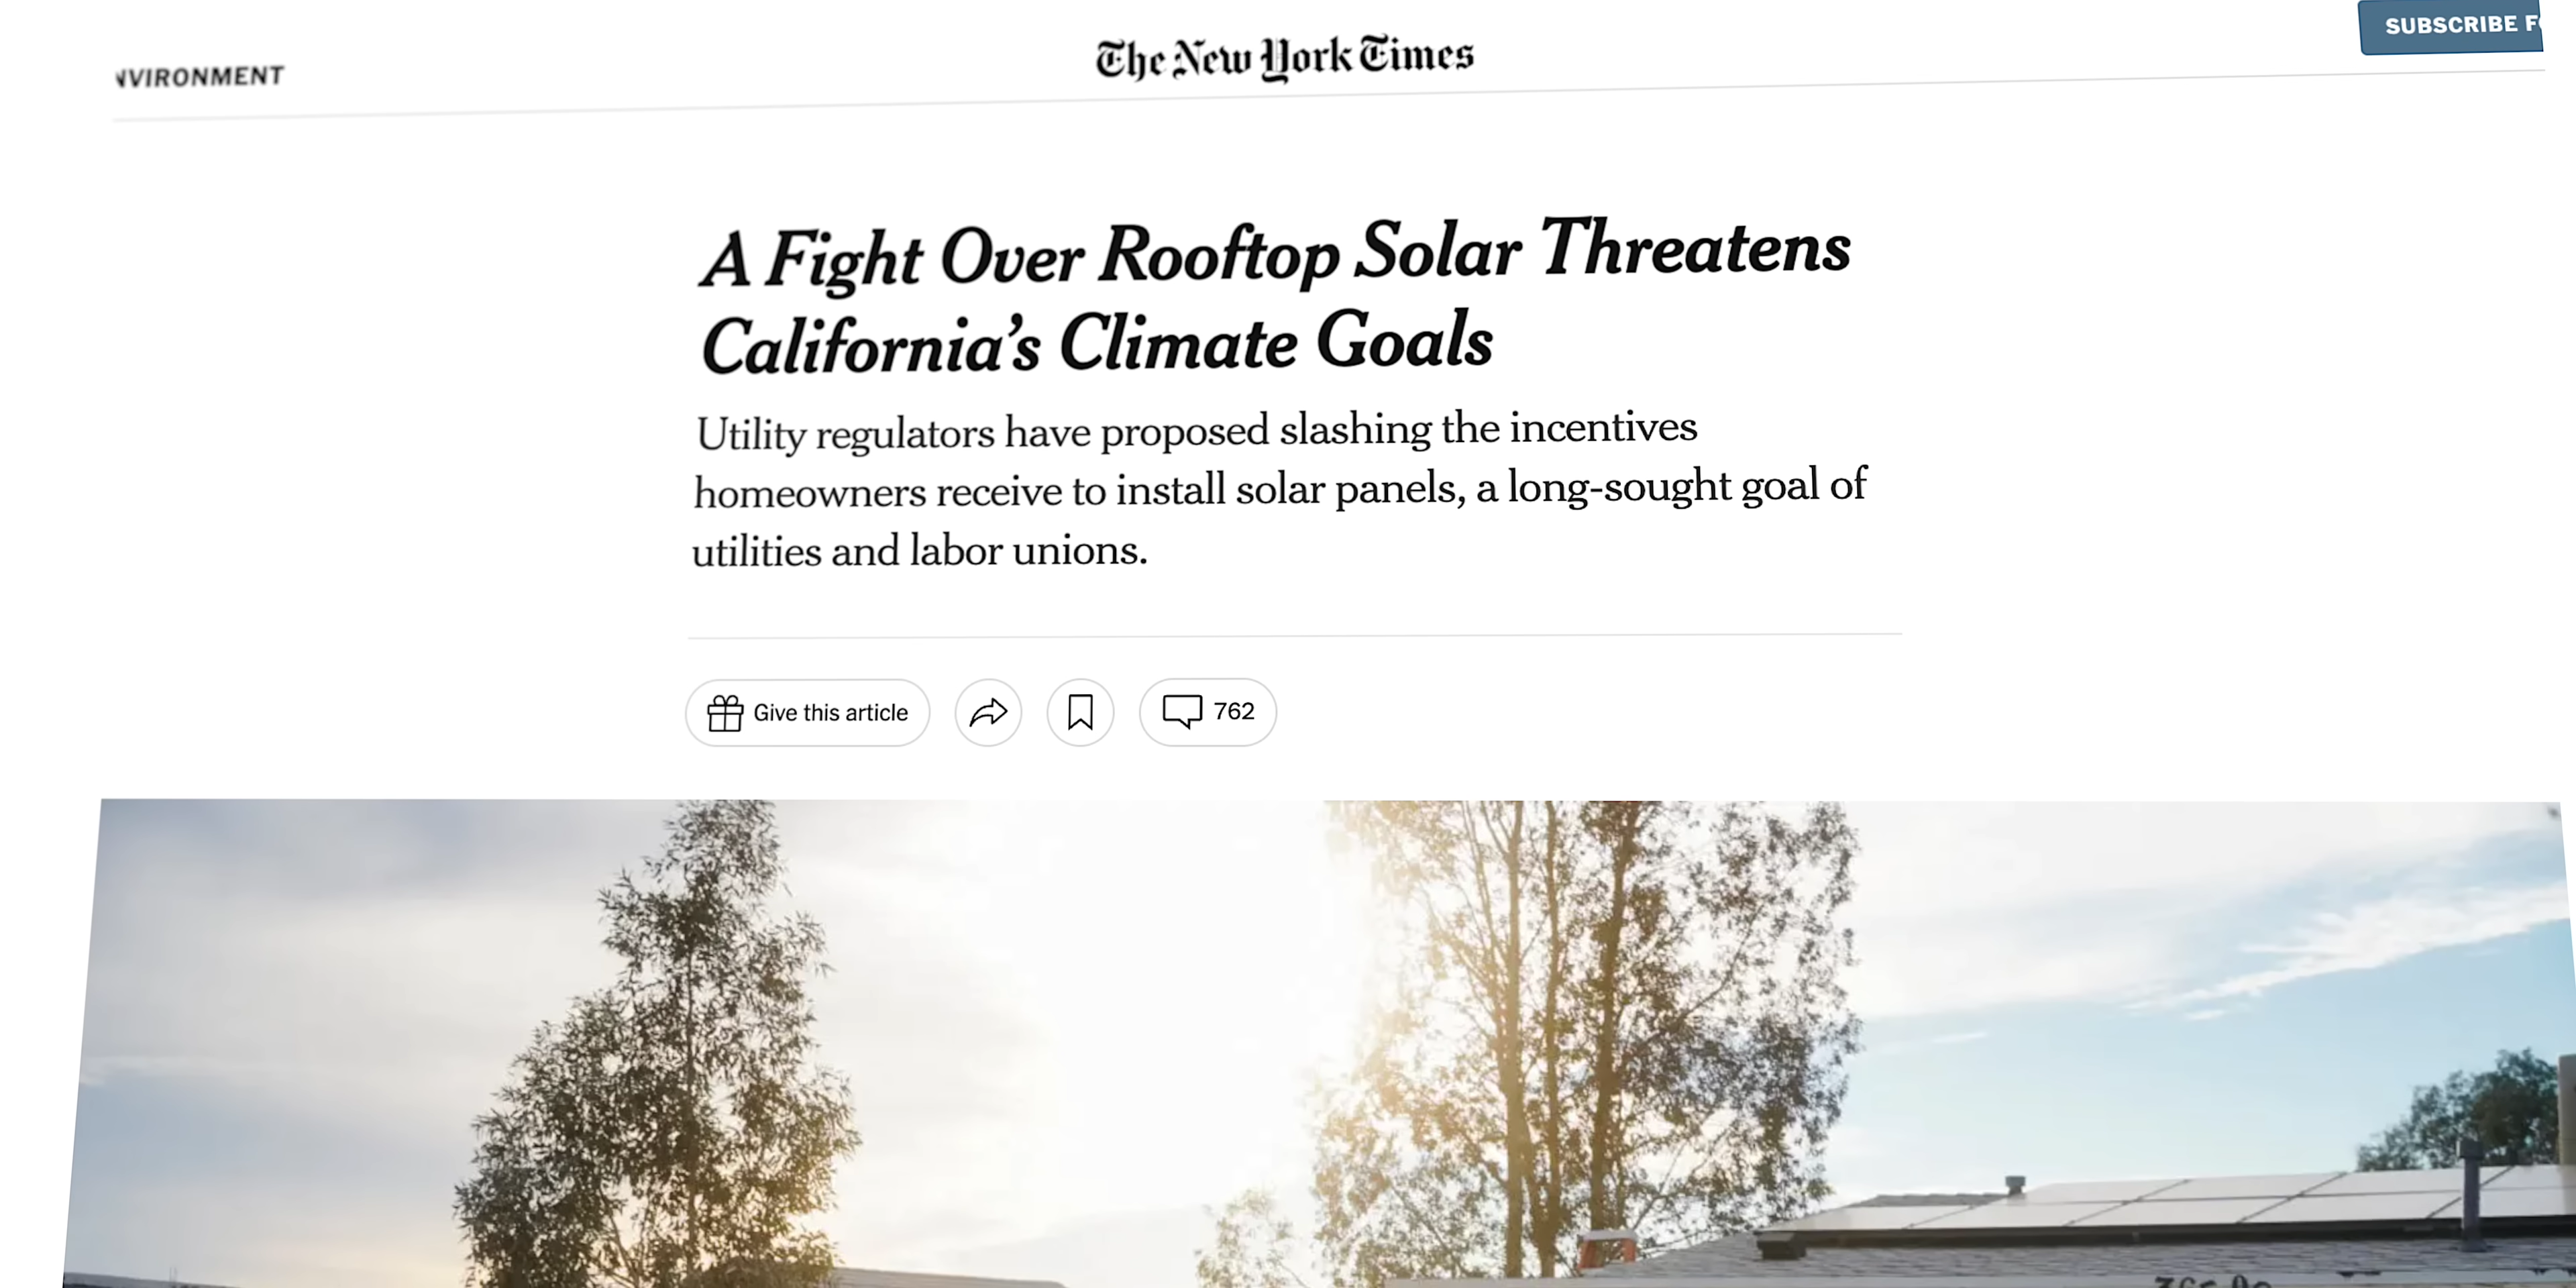 SUBSCRIBE
The New York Times
A Fight Over Rooftop Solar Threatens
California's Climate Goals
Utility regulators have proposed slashing the incentives
homeowners receive to install solar panels, a long-sought goal of
utilities and labor unions.
Give this article
762